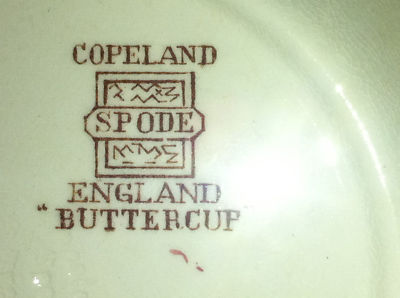 COPELAND
SPODE
ENGLAND
"BUTTERCUP